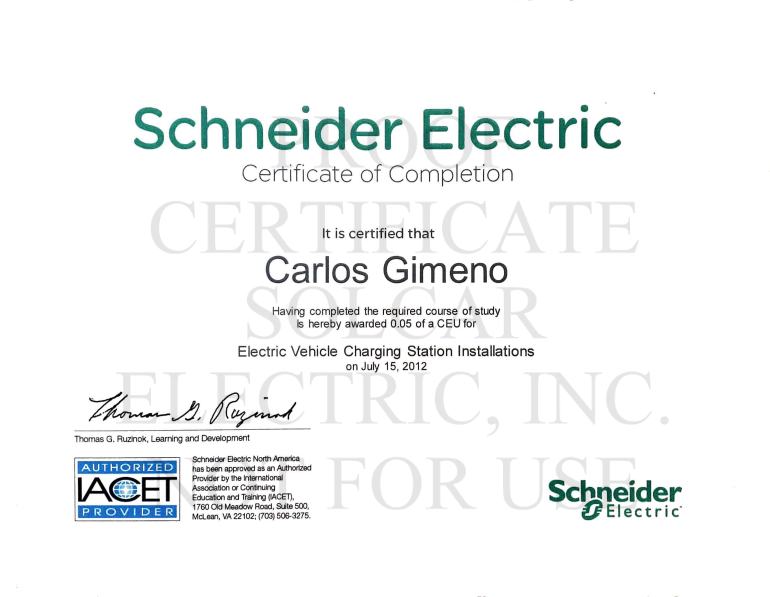 Schneider Electric
Certificate of Completion
It is certified that
Carlos Gimeno
Having completed the required course of study
Is hereby awarded 0.05 of a CEU for
Electric Vehicle Charging Station Installations
on July 15, 2012
Thomas G. Ruzinok
Thomas G. Ruzinok, Learning and Development
AUTHORIZED
IACET
PROVIDER
Schneider Electric North America
has been approved as an Authorized
Provider by the International
Association or Continuing
Education and Training (IACET),
1760 Old Meadow Road, Suite 500,
McLean, VA 22102; (703) 506-3275.
Schneider
Electric
PROOF
CERTIFICATE
SOLCAR
ELECTRIC, INC.
FOR USE